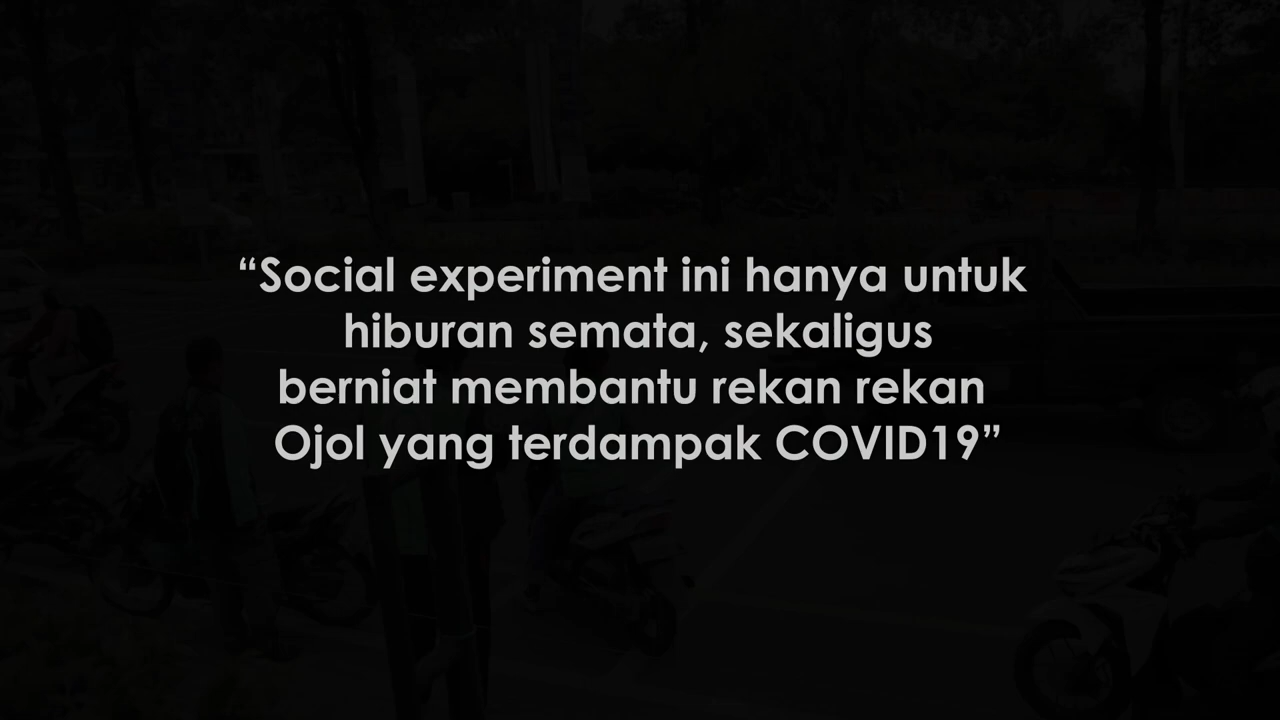 “Social experiment ini hanya untuk
hiburan semata, sekaligus
berniat membantu rekan rekan
Ojol yang terdampak COVID19”